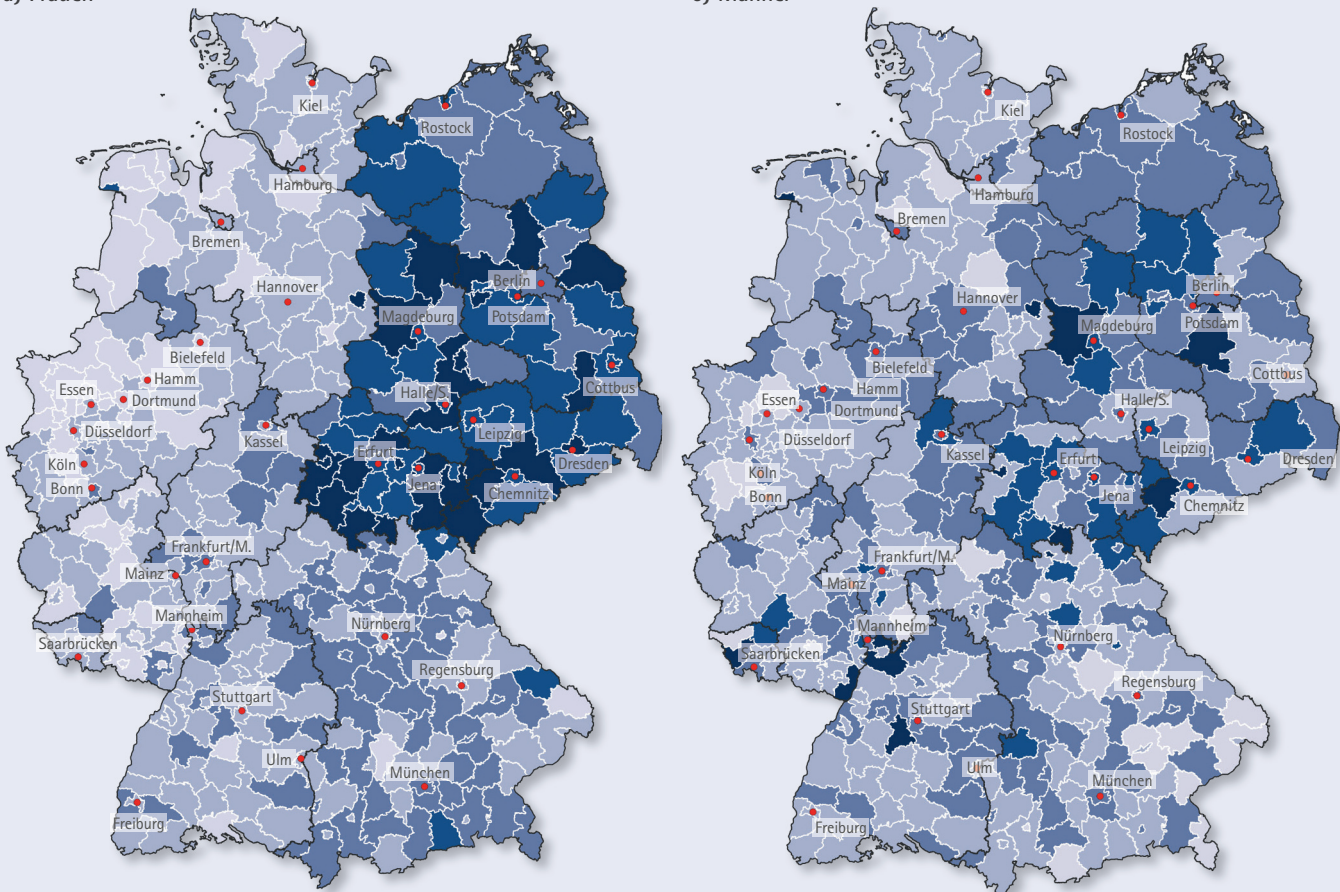 a) Frauen
b) Männer
Kiel
Rostock
Hamburg
Bremen
Hannover
Berlin
Magdeburg
Potsdam
Bielefeld
Hamm
Essen
Dortmund
Cottbus
Halle/S.
Düsseldorf
Kassel
Leipzig
Erfurt
Dresden
Köln
Jena
Chemnitz
Bonn
Frankfurt/M.
Mainz
Mannheim
Nürnberg
Saarbrücken
Regensburg
Stuttgart
Ulm
München
Freiburg
Kiel
Rostock
Hamburg
Bremen
Berlin
Hannover
Magdeburg
Potsdam
Bielefeld
Cottbus
Hamm
Essen
Dortmund
Halle/S.
Düsseldorf
Leipzig
Kassel
Erfurt
Dresden
Köln
Jena
Bonn
Chemnitz
Frankfurt/M.
Mainz
Mannheim
Nürnberg
Saarbrücken
Regensburg
Stuttgart
Ulm
München
Freiburg